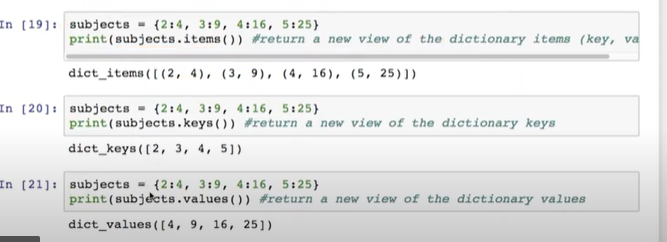 In [19]: subjects = {2:4, 3:9, 4:16, 5:25}
print(subjects.items()) #return a new view of the dictionary items (key, va
dict_items([(2, 4), (3, 9), (4, 16), (5, 25)])
In [20]: subjects = {2:4, 3:9, 4:16, 5:25}
print(subjects.keys()) #return a new view of the dictionary keys
dict_keys([2, 3, 4, 5])
In [21]: subjects = {2:4, 3:9, 4:16, 5:25}
print(subjects.values()) #return a new view of the dictionary values
dict_values([4, 9, 16, 25])